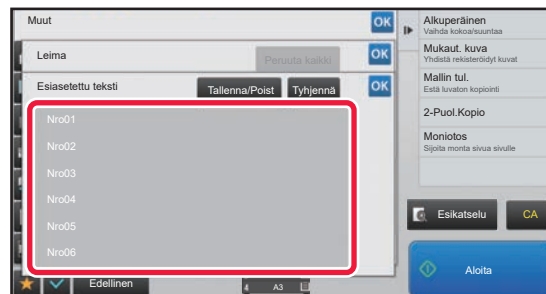 Muut
OK
Leima
Peruuta kaikki
OK
Esiasetettu teksti
Tallenna/Poist
Tyhjennä
OK
Nro01
Nro02
Nro03
Nro04
Nro05
Nro06
Edellinen
4 A3
Alkuperäinen
Vaihda kokoa/suuntaa
Mukaut. kuva
Yhdistä rekisteröidyt kuvat
Mallin tul.
Estä luvaton kopiointi
2-Puol.Kopio
Moniotos
Sijoita monta sivua sivulle
Esikatselu
CA
Aloita